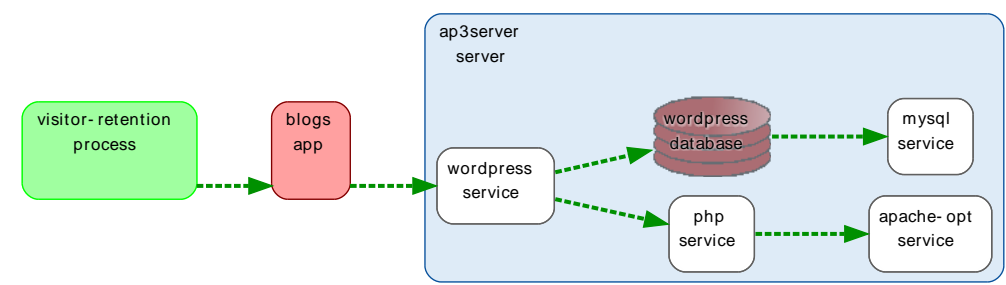 ap3server
server
visitor-retention
process
blogs
app
wordpress
service
wordpress
database
mysql
service
php
service
apache-opt
service